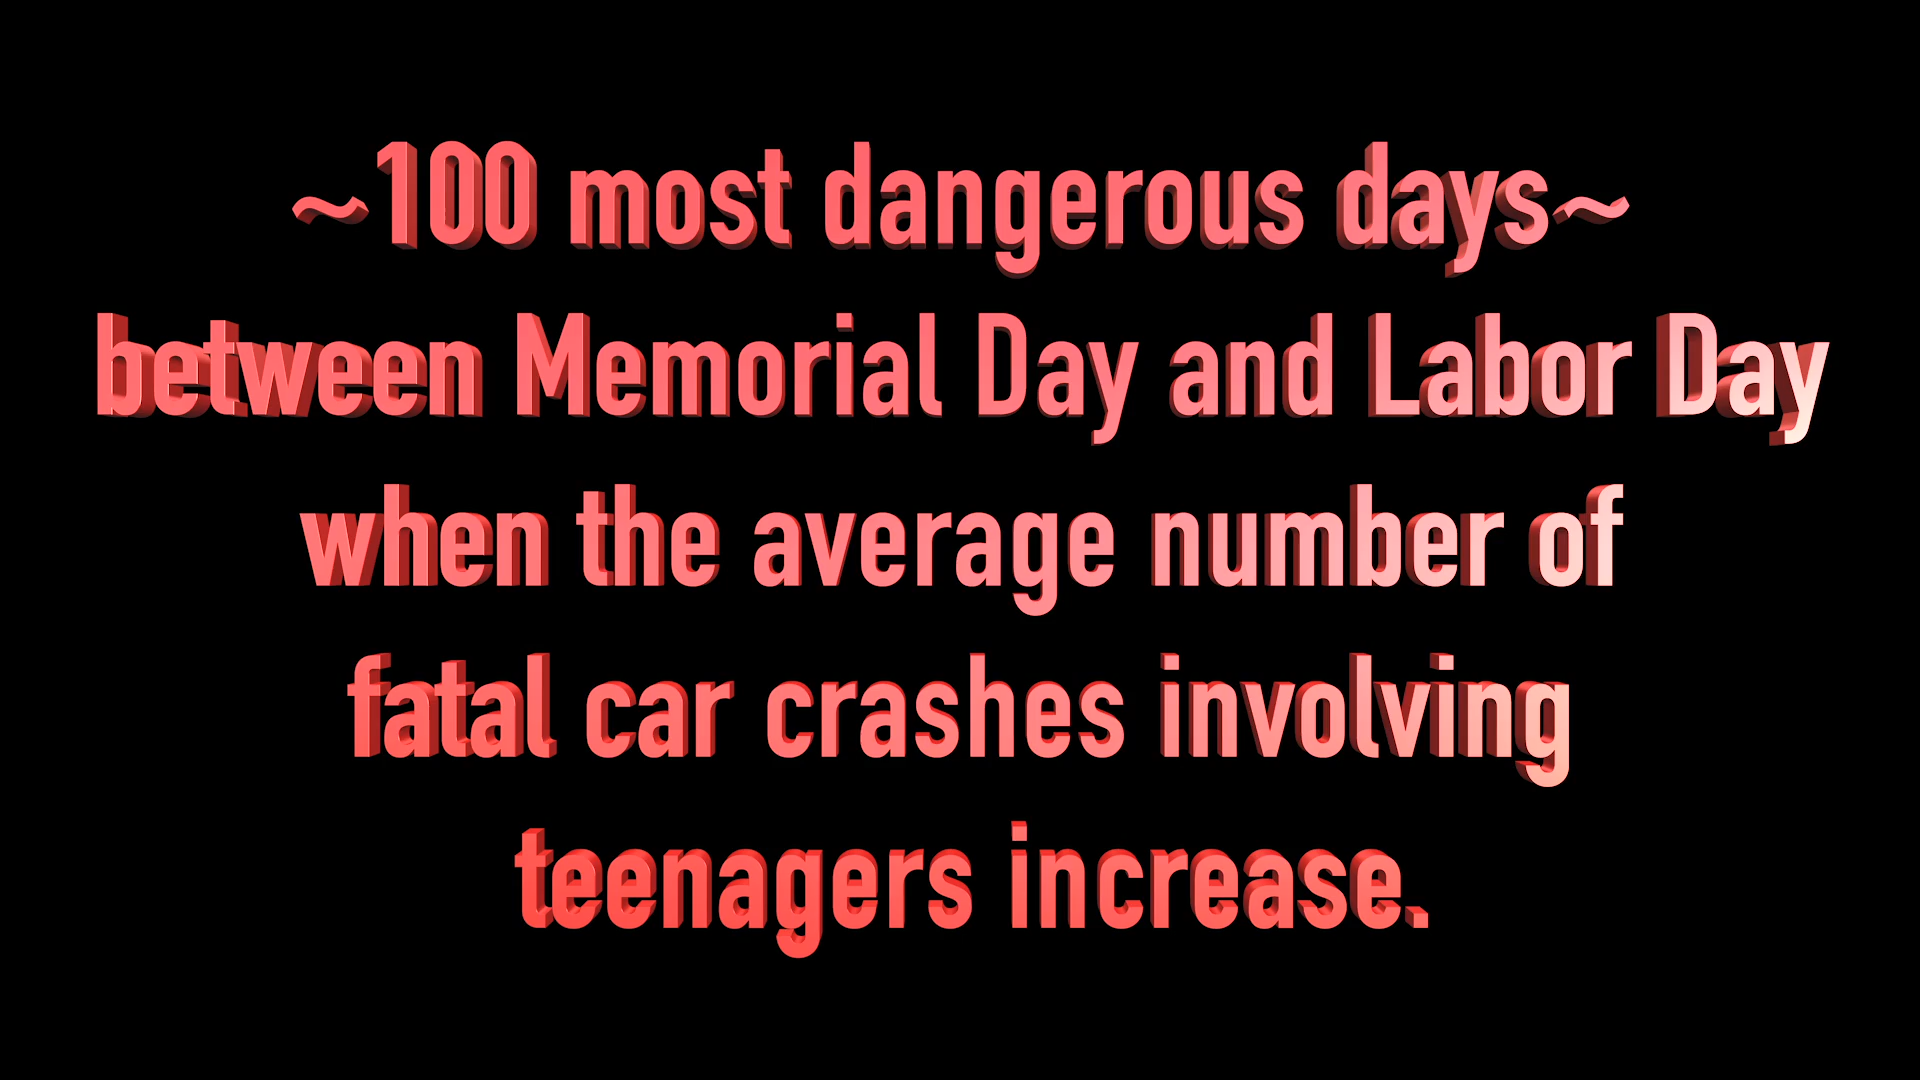 ~100 most dangerous days~
between Memorial Day and Labor Day
when the average number of
fatal car crashes involving
teenagers increase.